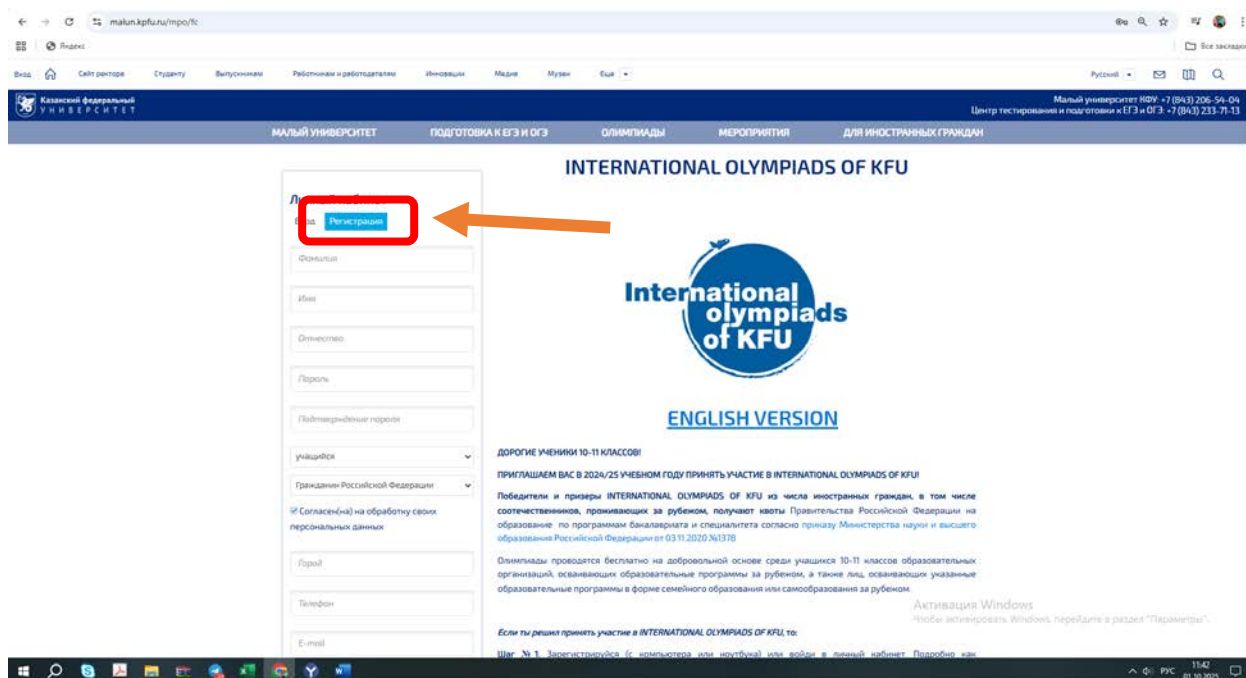 malun.kpfu.ru/mpo/fc
Яндекс
Все закладки
Вход Сайт ректора Студенту Выпускникам Работникам и работодателям Инновации Медиа Музеи Еще Русский
Казанский федеральный
УНИВЕРСИТЕТ
Малый университет КФУ: +7 (843) 206-54-04
Центр тестирования и подготовки к ЕГЭ и ОГЭ: +7 (843) 233-71-13
МАЛЫЙ УНИВЕРСИТЕТ ПОДГОТОВКА К ЕГЭ И ОГЭ ОЛИМПИАДЫ МЕРОПРИЯТИЯ ДЛЯ ИНОСТРАННЫХ ГРАЖДАН
Регистрация
Фамилия
Имя
Отчество
Пароль
Подтверждение пароля
учащийся
Гражданин Российской Федерации
Согласен(на) на обработку своих
персональных данных
Город
Телефон
E-mail
INTERNATIONAL OLYMPIADS OF KFU
International
olympiads
of KFU
ENGLISH VERSION
ДОРОГИЕ УЧЕНИКИ 10-11 КЛАССОВ!
ПРИГЛАШАЕМ ВАС В 2024/25 УЧЕБНОМ ГОДУ ПРИНЯТЬ УЧАСТИЕ В INTERNATIONAL OLYMPIADS OF KFU!
Победители и призеры INTERNATIONAL OLYMPIADS OF KFU из числа иностранных граждан, в том числе
соотечественников, проживающих за рубежом, получают квоты Правительства Российской Федерации на
образование по программам бакалавриата и специалитета согласно приказу Министерства науки и высшего
образования Российской Федерации от 03.11.2020 №1378
Олимпиады проводятся бесплатно на добровольной основе среди учащихся 10-11 классов образовательных
организаций, осваивающих образовательные программы за рубежом, а также лиц, осваивающих указанные
образовательные программы в форме семейного образования или самообразования за рубежом.
Если ты решил принять участие в INTERNATIONAL OLYMPIADS OF KFU, то:
Шаг № 1. Зарегистрируйся (с компьютера или ноутбука) или войди в личный кабинет. Подробно как
Активация Windows
Чтобы активировать Windows, перейдите в раздел "Параметры".
РУС
11:42
01.10.2025